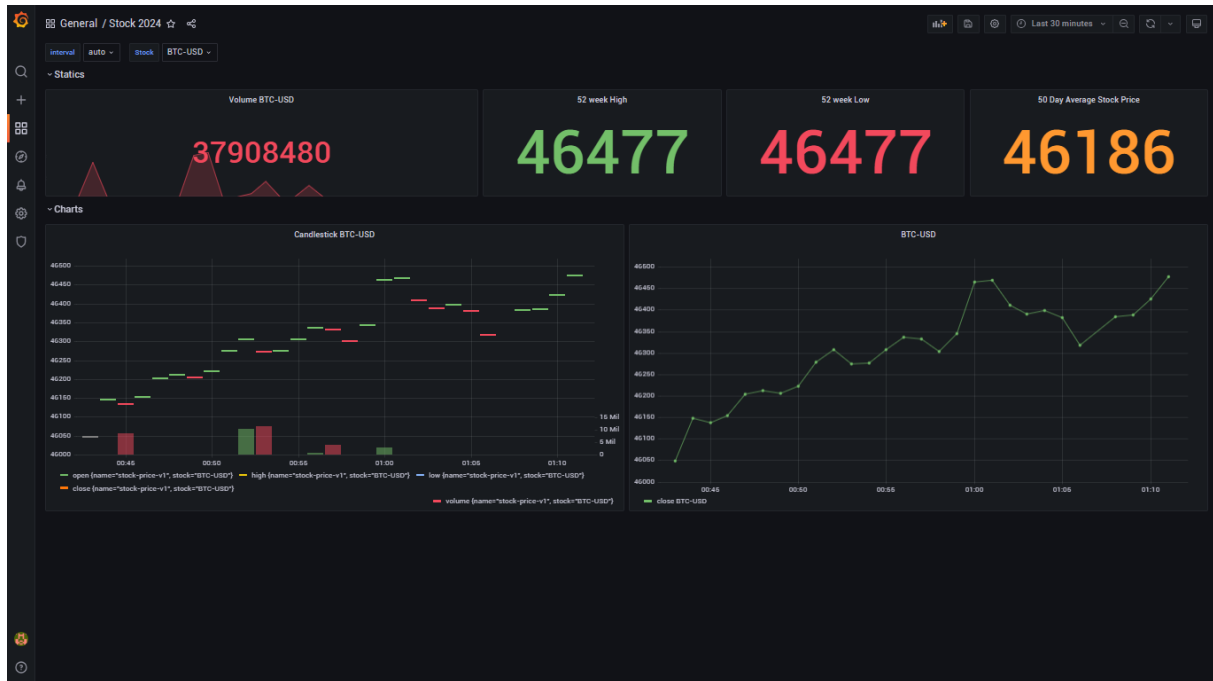 General / Stock 2024
Last 30 minutes
interval auto Stock BTC-USD
Statics
Volume BTC-USD
37908480
52 week High
46477
52 week Low
46477
50 Day Average Stock Price
46186
Charts
Candlestick BTC-USD
46500
46450
46400
46350
46300
46250
46200
46150
46100
46050
46000
15 Mil
10 Mil
5 Mil
0
00:45 00:50 00:55 01:00 01:05 01:10
open {name="stock-price-v1", stock="BTC-USD"} high {name="stock-price-v1", stock="BTC-USD"} low {name="stock-price-v1", stock="BTC-USD"}
close {name="stock-price-v1", stock="BTC-USD"}
volume {name="stock-price-v1", stock="BTC-USD"}
BTC-USD
46500
46450
46400
46350
46300
46250
46200
46150
46100
46050
46000
00:45 00:50 00:55 01:00 01:05 01:10
close BTC-USD